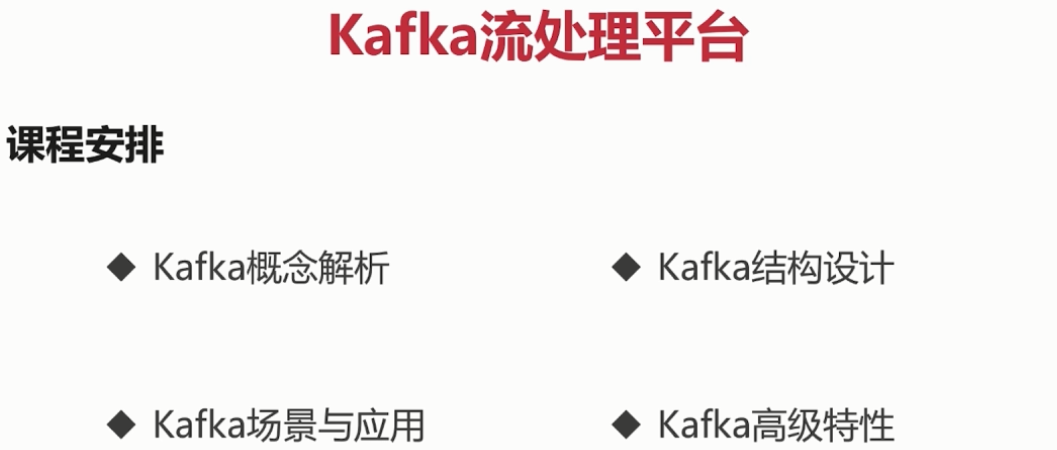 Kafka流处理平台
课程安排
◆ Kafka概念解析
◆ Kafka结构设计
◆ Kafka场景与应用
◆ Kafka高级特性